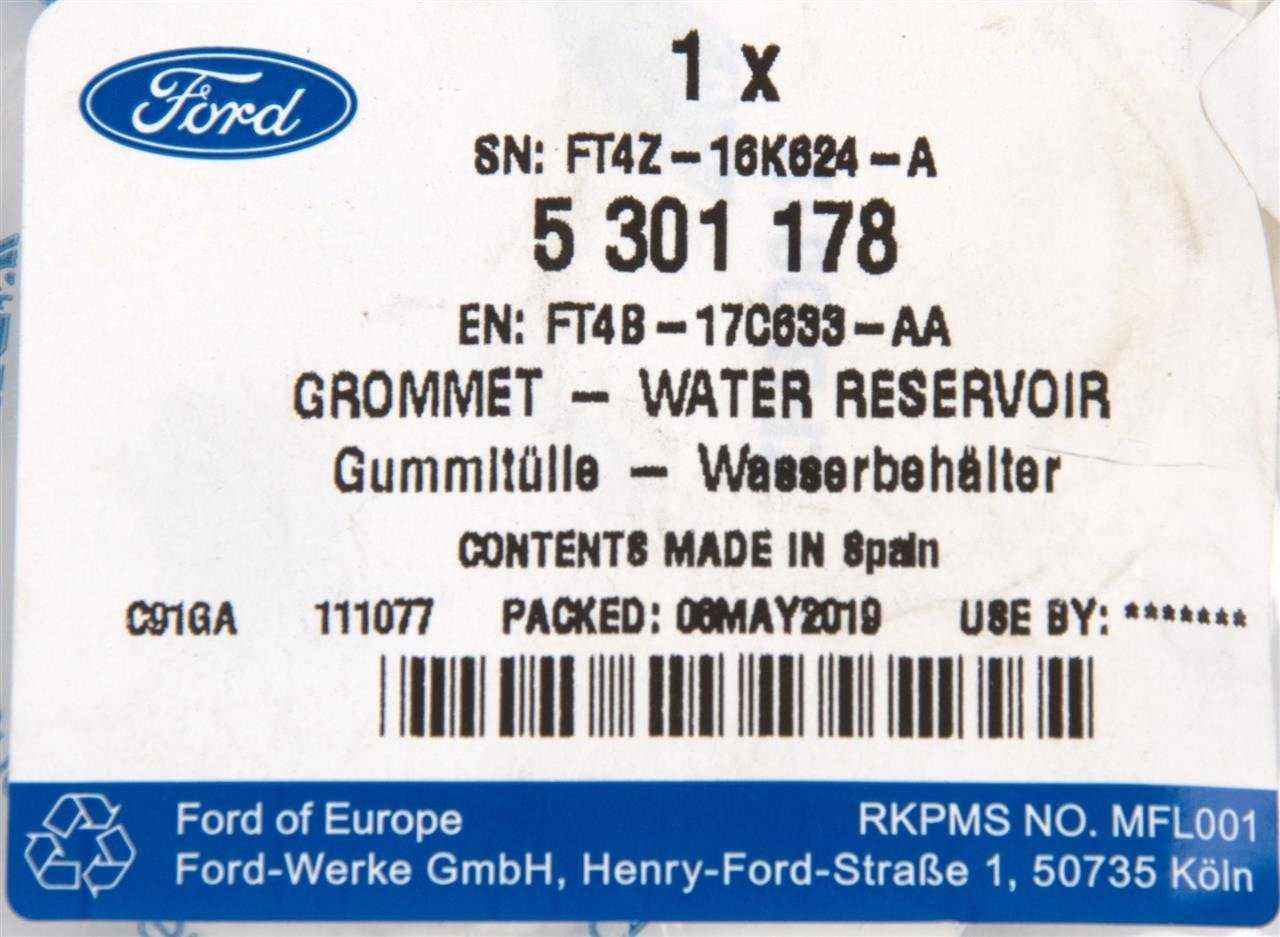 Ford
1 x
SN: FT4Z-16K624-A
5 301 178
EN: FT4B-17C633-AA
GROMMET - WATER RESERVOIR
Gummitülle - Wasserbehälter
CONTENTS MADE IN Spain
C91GA 111077 PACKED: 06MAY2019 USE BY: *******
Ford of Europe RKPMS NO. MFL001
Ford-Werke GmbH, Henry-Ford-Straße 1, 50735 Köln